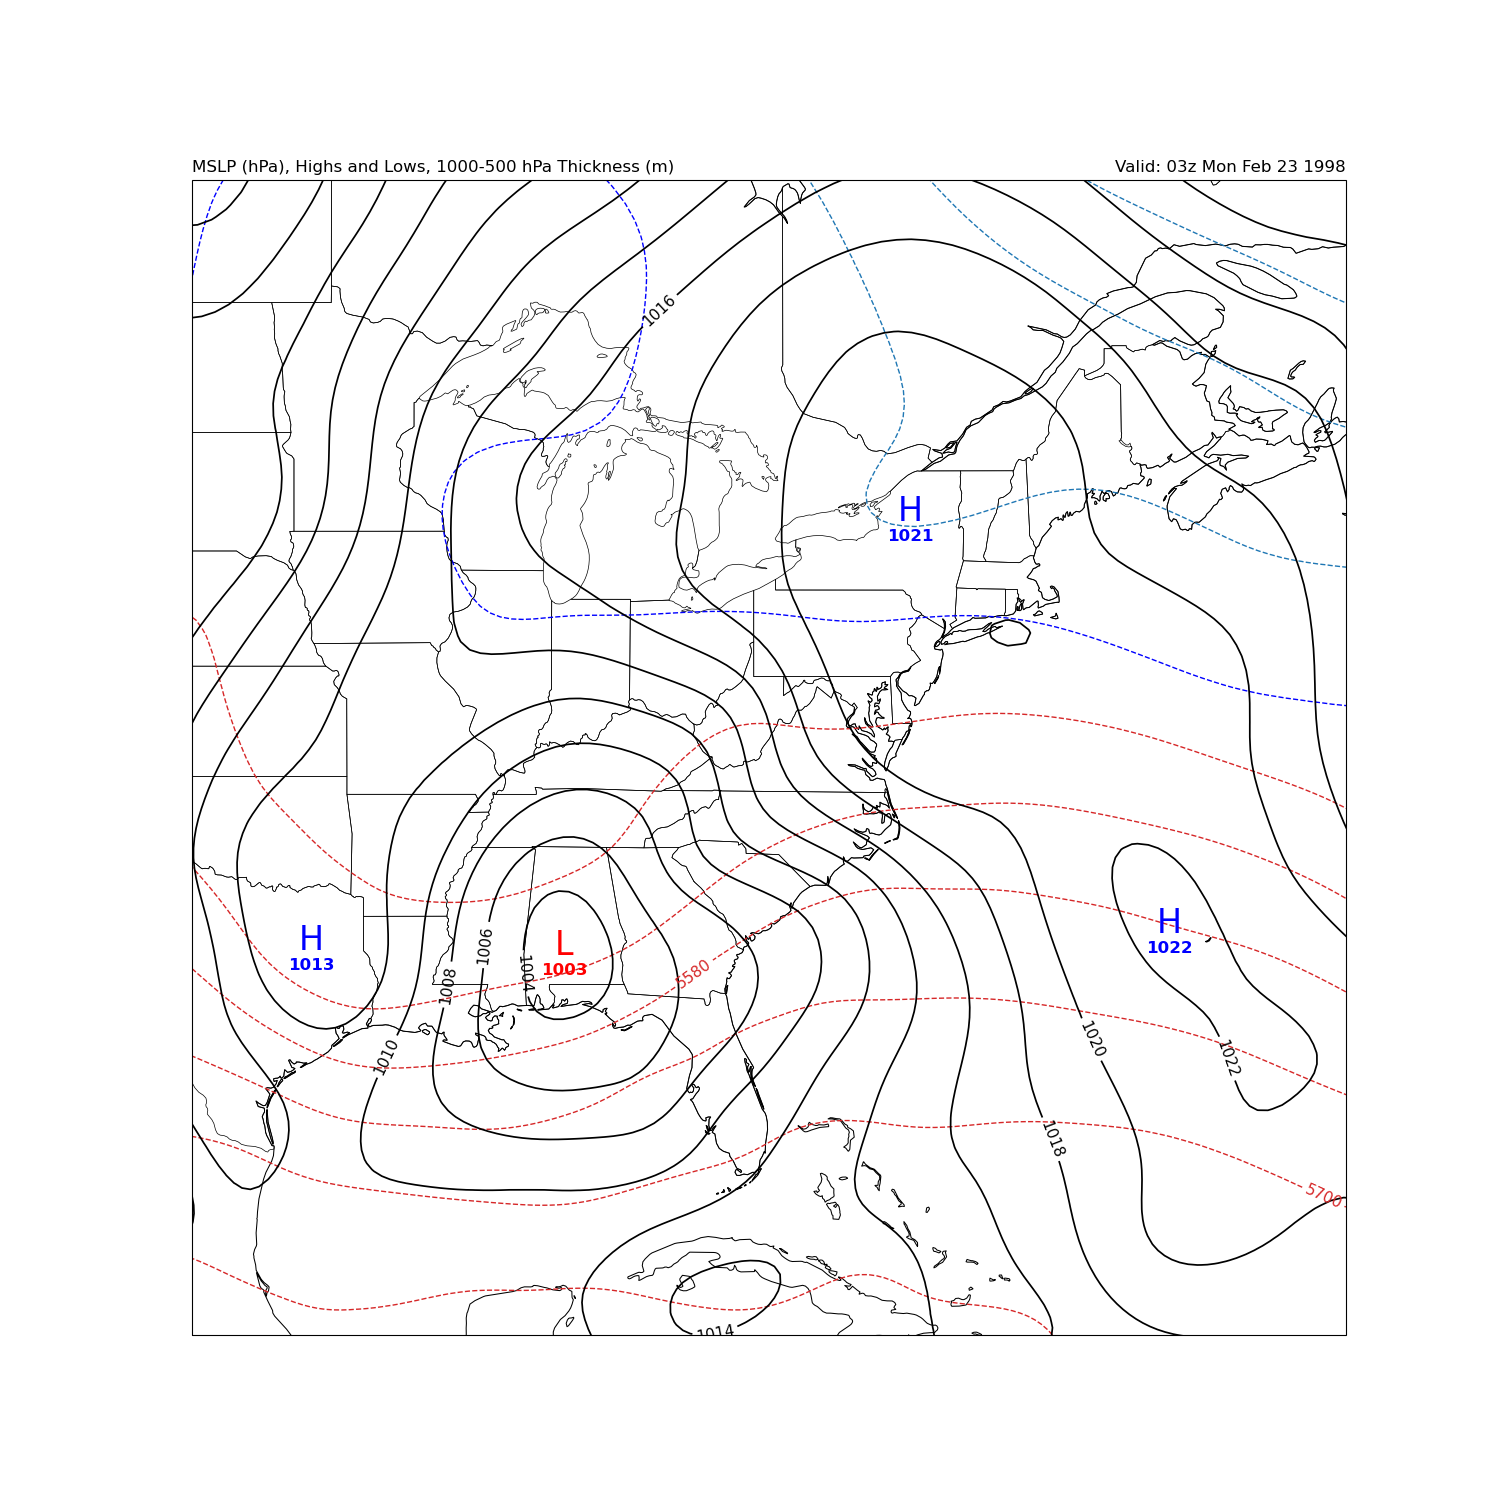 MSLP (hPa), Highs and Lows, 1000-500 hPa Thickness (m)
Valid: 03z Mon Feb 23 1998
1016
H
1021
H
1013
1006
L
1003
1004
1008
5580
H
1022
1010
1020
1022
1018
5700
1014